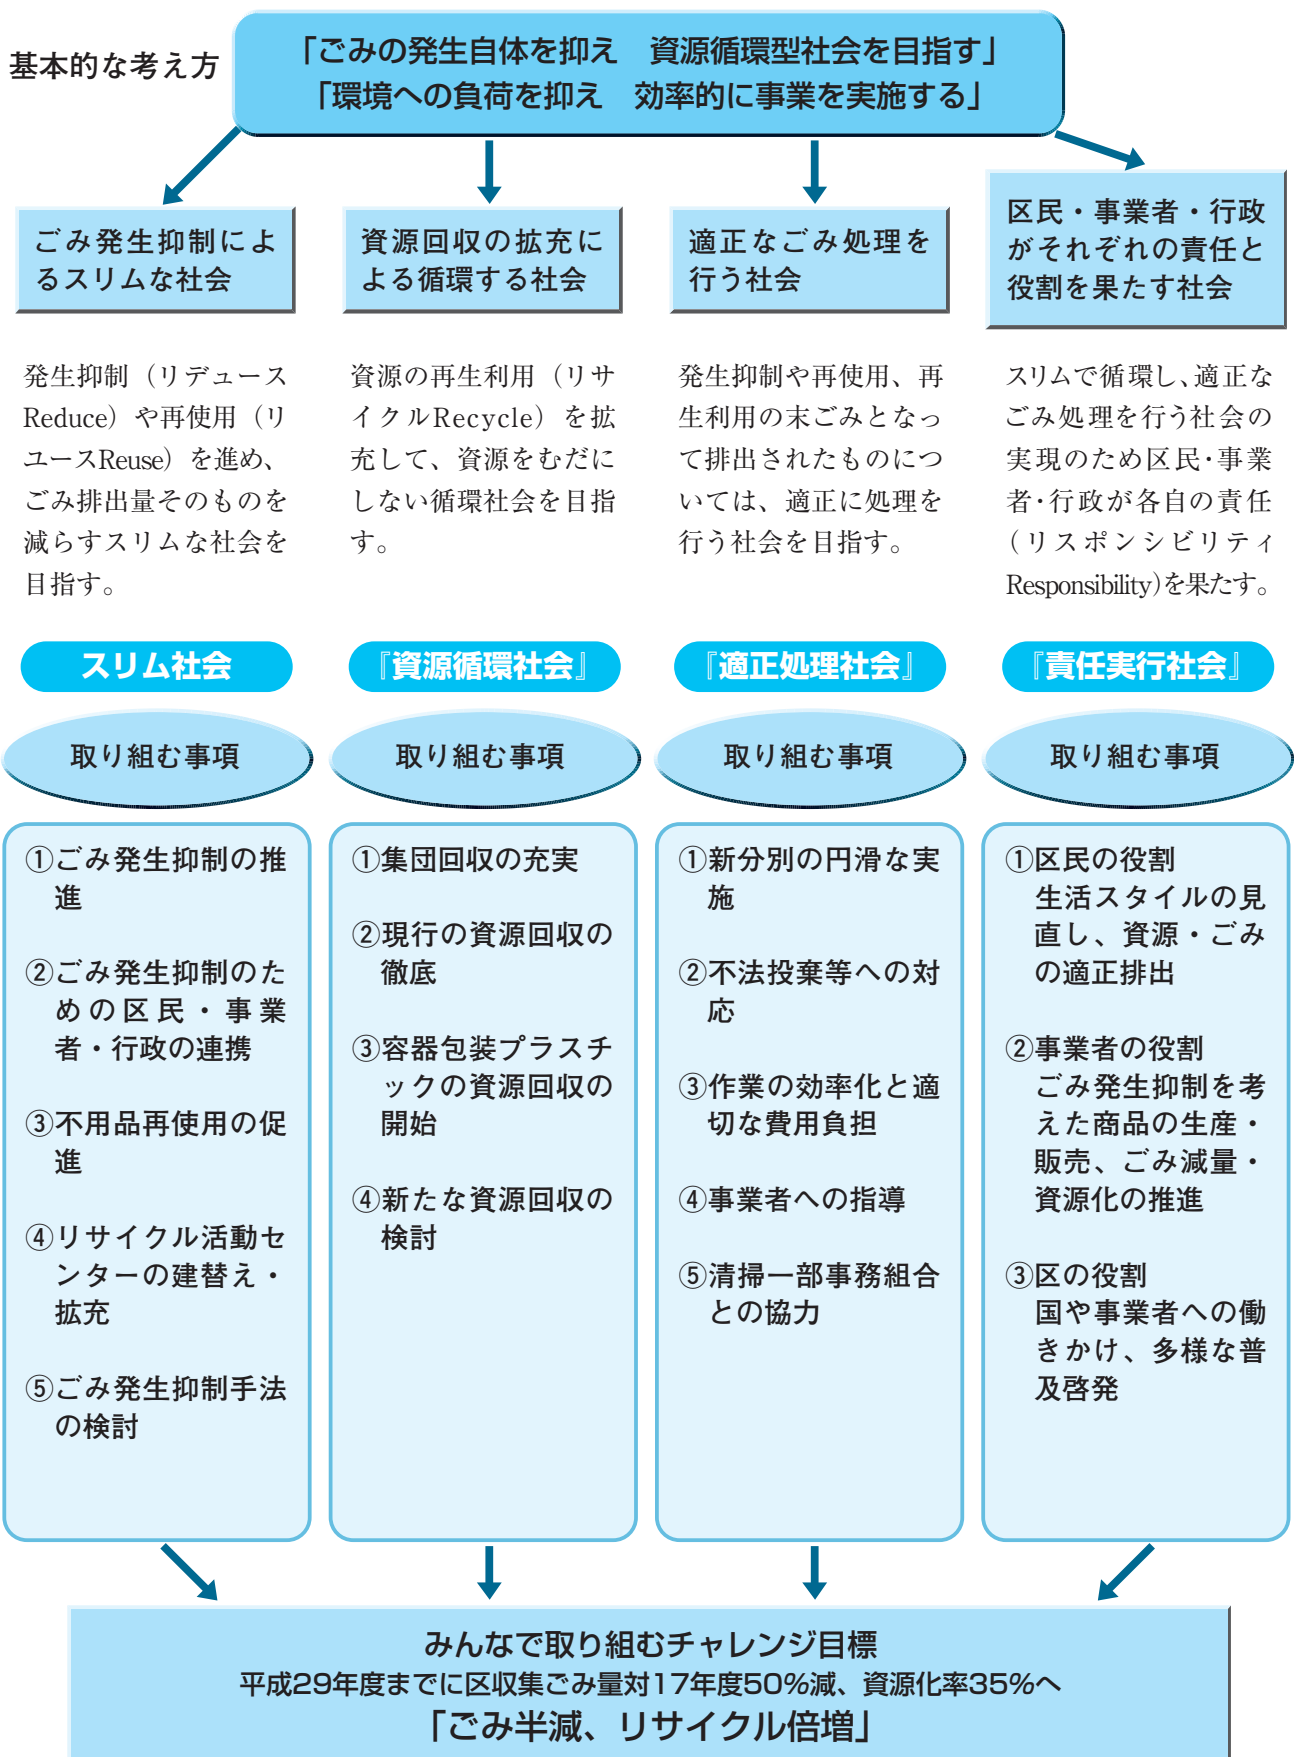 基本的な考え方
「ごみの発生自体を抑え　資源循環型社会を目指す」
「環境への負荷を抑え　効率的に事業を実施する」
ごみ発生抑制によ
るスリムな社会
発生抑制（リデュース
Reduce）や再使用（リ
ユースReuse）を進め、
ごみ排出量そのものを
減らすスリムな社会を
目指す。
スリム社会
取り組む事項
①ごみ発生抑制の推
進
②ごみ発生抑制のた
めの区民・事業
者・行政の連携
③不用品再使用の促
進
④リサイクル活動セ
ンターの建替え・
拡充
⑤ごみ発生抑制手法
の検討
資源回収の拡充に
よる循環する社会
資源の再生利用（リサ
イクルRecycle）を拡
充して、資源をむだに
しない循環社会を目指
す。
『資源循環社会』
取り組む事項
①集団回収の充実
②現行の資源回収の
徹底
③容器包装プラスチ
ックの資源回収の
開始
④新たな資源回収の
検討
適正なごみ処理を
行う社会
発生抑制や再使用、再
生利用の末ごみとなっ
て排出されたものにつ
いては、適正に処理を
行う社会を目指す。
『適正処理社会』
取り組む事項
①新分別の円滑な実
施
②不法投棄等への対
応
③作業の効率化と適
切な費用負担
④事業者への指導
⑤清掃一部事務組合
との協力
区民・事業者・行政
がそれぞれの責任と
役割を果たす社会
スリムで循環し、適正な
ごみ処理を行う社会の
実現のため区民・事業
者・行政が各自の責任
（リスポンシビリティ
Responsibility）を果たす。
『責任実行社会』
取り組む事項
①区民の役割
生活スタイルの見
直し、資源・ごみ
の適正排出
②事業者の役割
ごみ発生抑制を考
えた商品の生産・
販売、ごみ減量・
資源化の推進
③区の役割
国や事業者への働
きかけ、多様な普
及啓発
みんなで取り組むチャレンジ目標
平成29年度までに区収集ごみ量対17年度50%減、資源化率35%へ
「ごみ半減、リサイクル倍増」